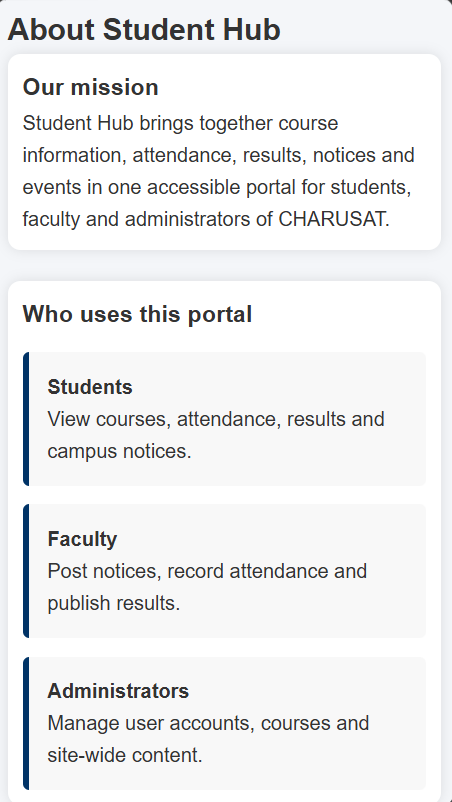 About Student Hub
Our mission
Student Hub brings together course
information, attendance, results, notices and
events in one accessible portal for students,
faculty and administrators of CHARUSAT.
Who uses this portal
Students
View courses, attendance, results and
campus notices.
Faculty
Post notices, record attendance and
publish results.
Administrators
Manage user accounts, courses and
site-wide content.